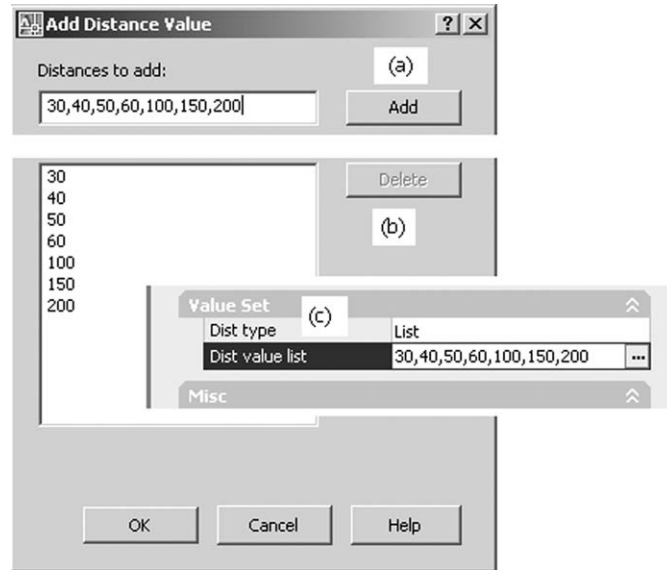 Add Distance Value
Distances to add:
(a)
30,40,50,60,100,150,200
Add
30
40
50
60
100
150
200
Delete
(b)
Value Set
(c)
Dist type List
Dist value list 30,40,50,60,100,150,200 ...
Misc
OK Cancel Help